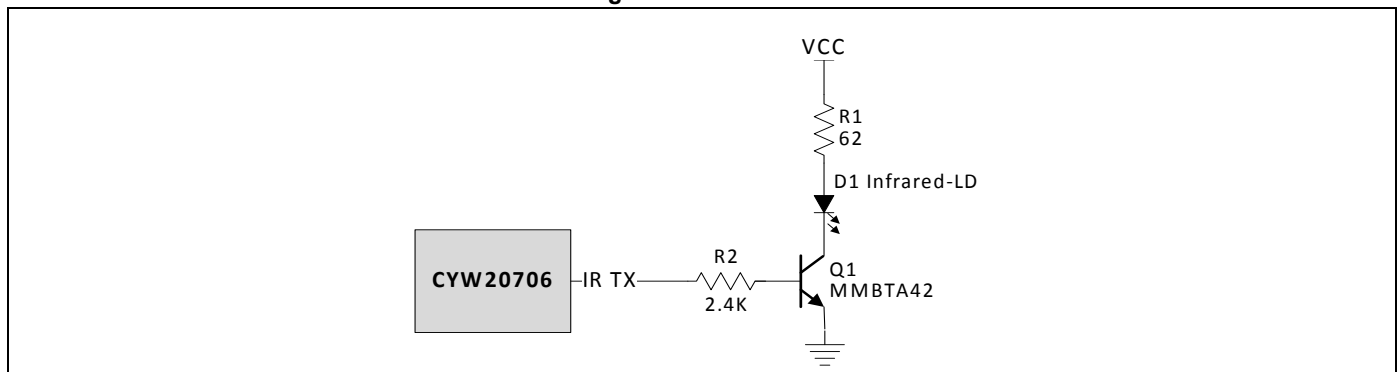 VCC
R1
62
D1 Infrared-LD
CYW20706
IR TX
R2
2.4K
Q1
MMBTA42